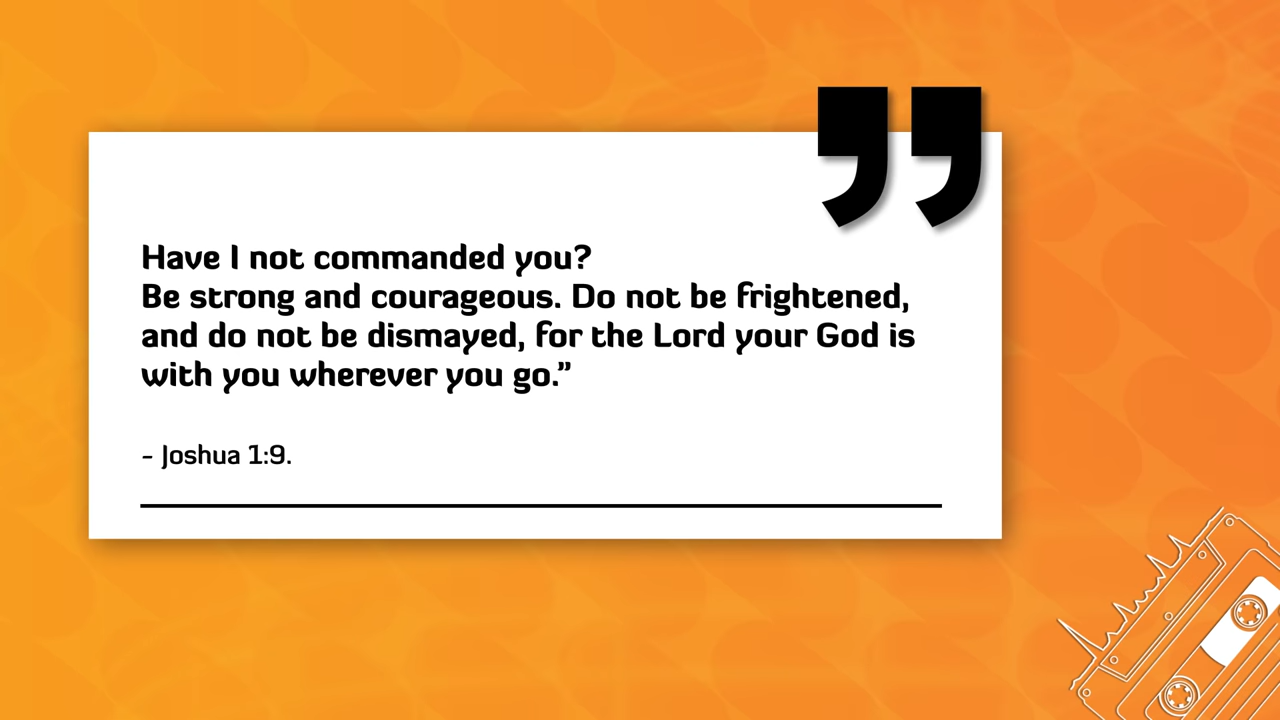 Have I not commanded you?
Be strong and courageous. Do not be frightened,
and do not be dismayed, for the Lord your God is
with you wherever you go.”
– Joshua 1:9.